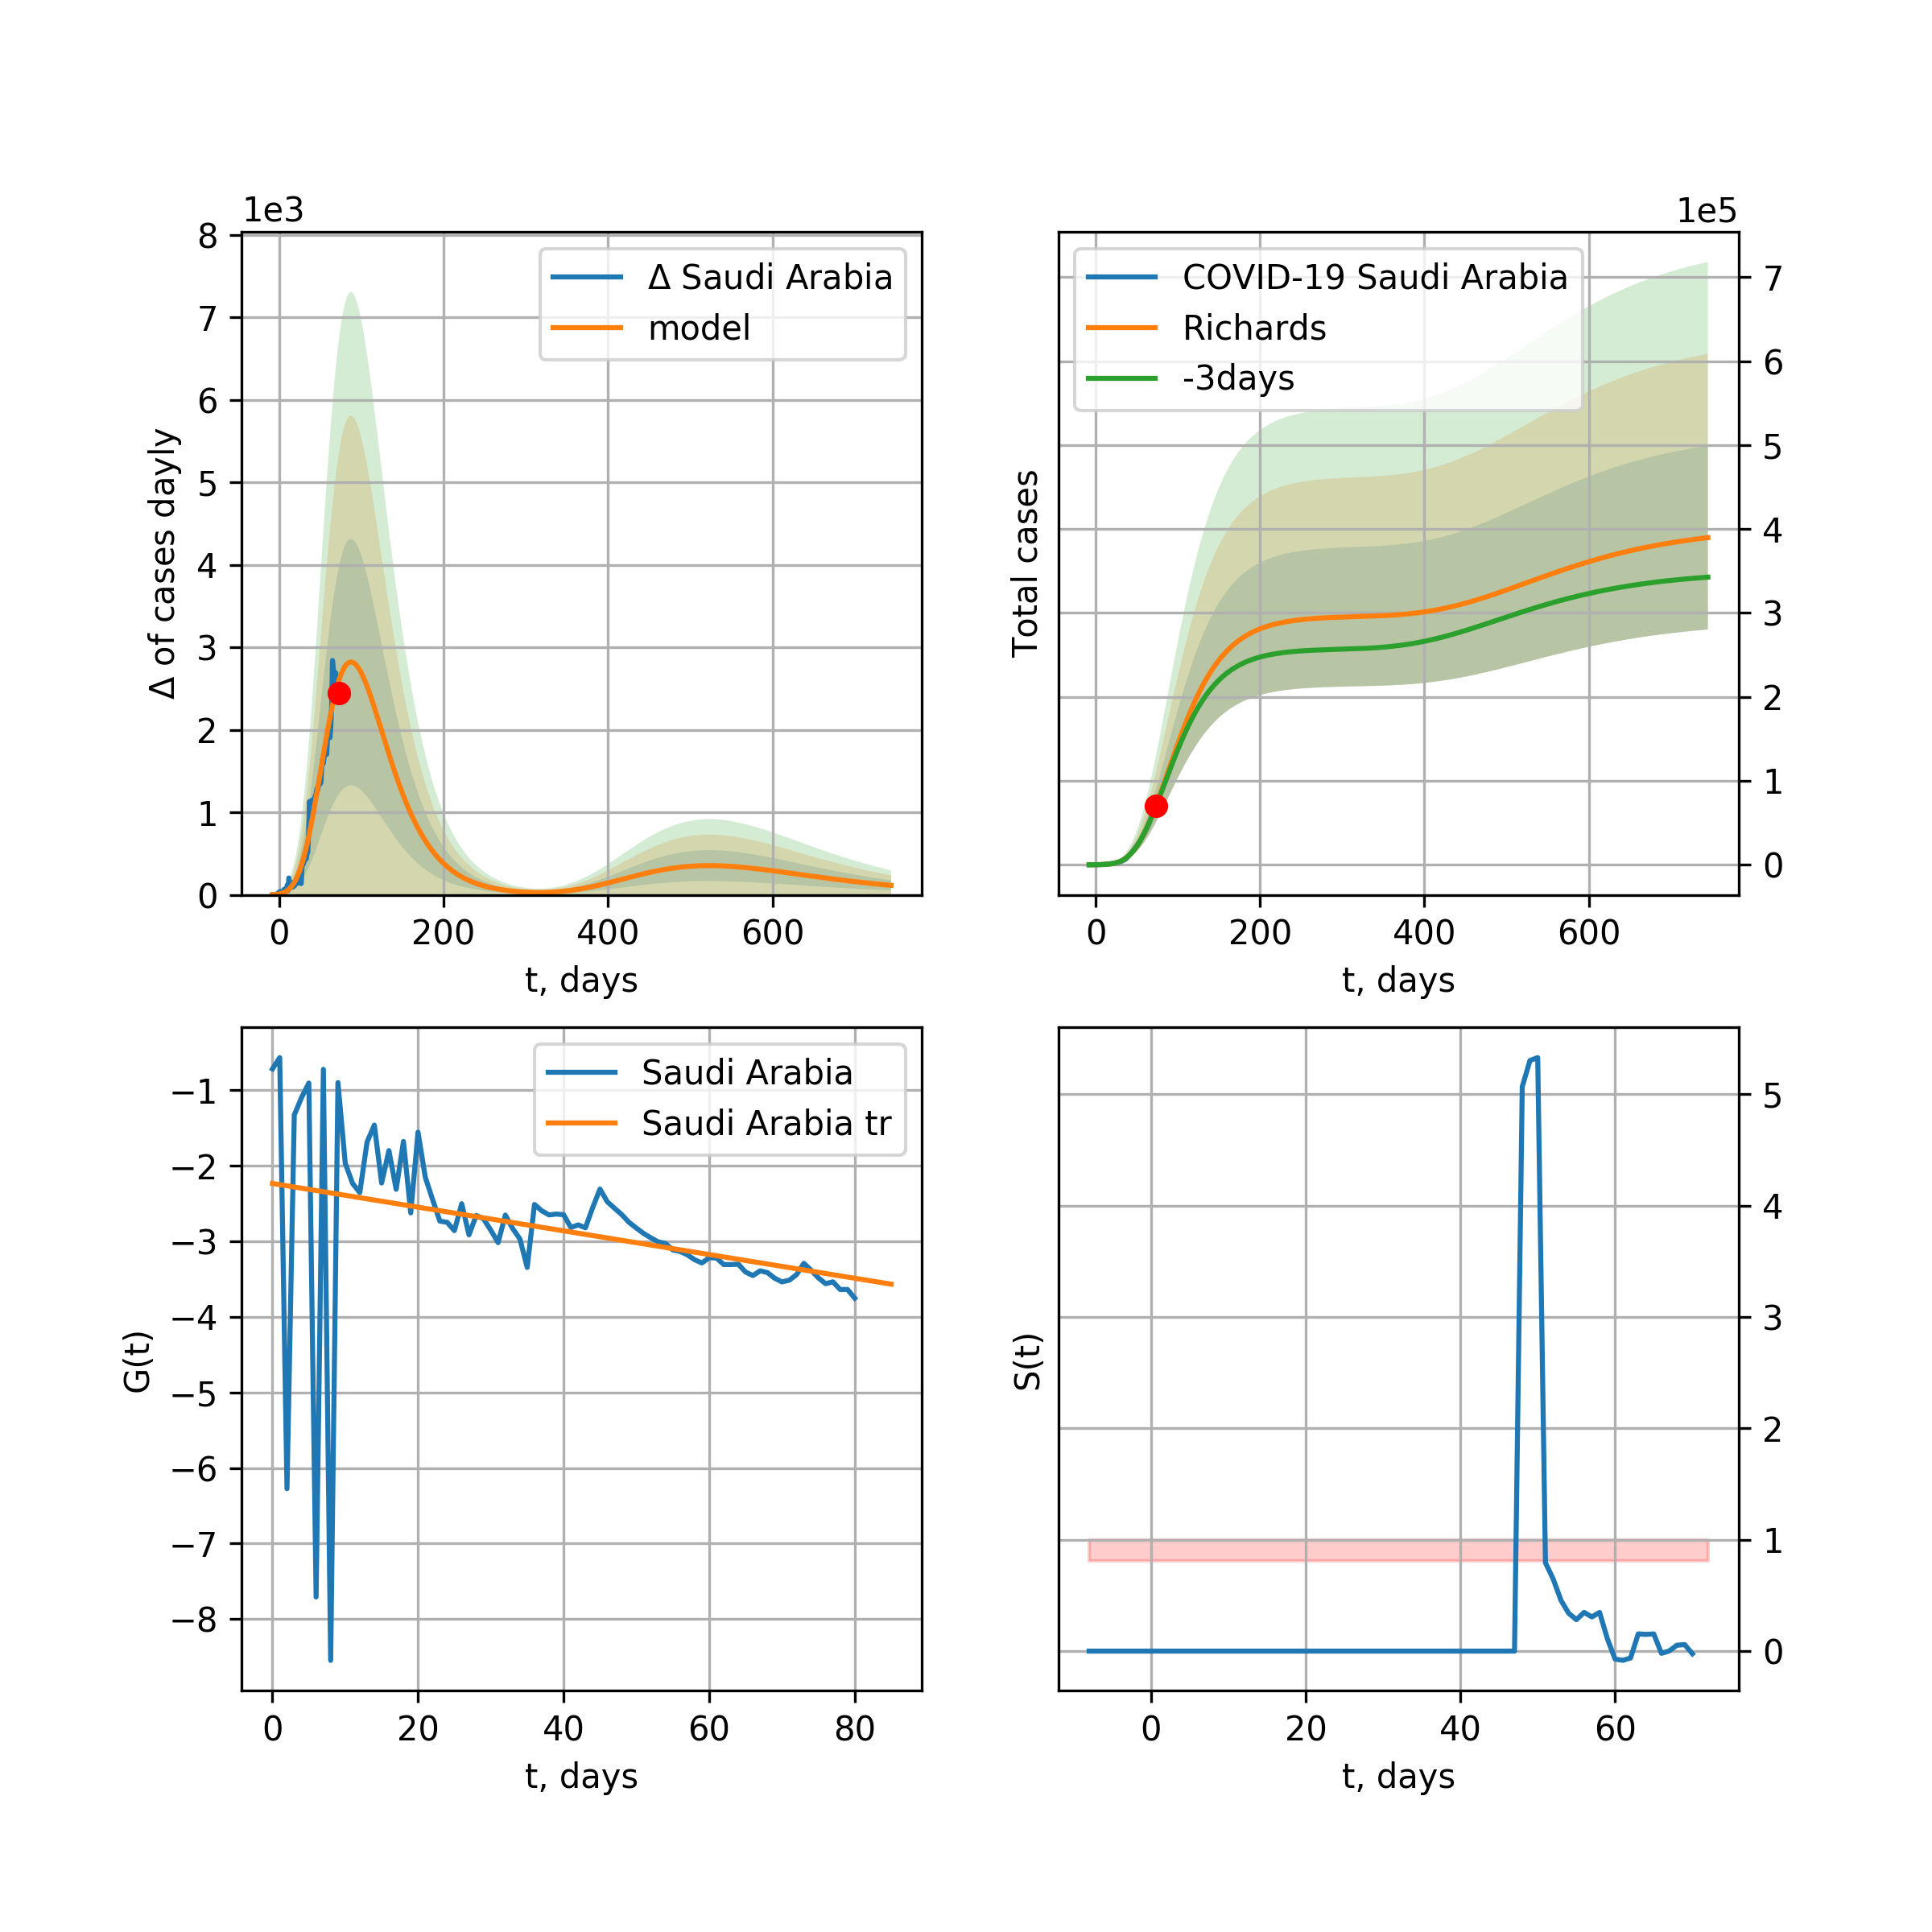 1e3
8
7
6
5
4
3
2
1
0
Δ of cases dayly
Δ Saudi Arabia
model
0 200 400 600
t, days
1e5
Total cases
COVID-19 Saudi Arabia
Richards
-3days
7
6
5
4
3
2
1
0
0 200 400 600
t, days
−1
−2
−3
−4
−5
−6
−7
−8
G(t)
Saudi Arabia
Saudi Arabia tr
0 20 40 60 80
t, days
S(t)
5
4
3
2
1
0
0 20 40 60
t, days